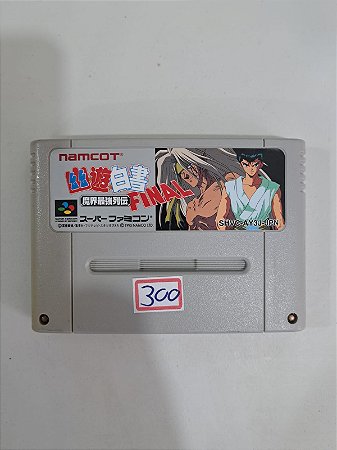 namcot
幽遊白書
FINAL
魔界最強列伝
スーパーファミコン
SHVC-AY3J-JPN
300